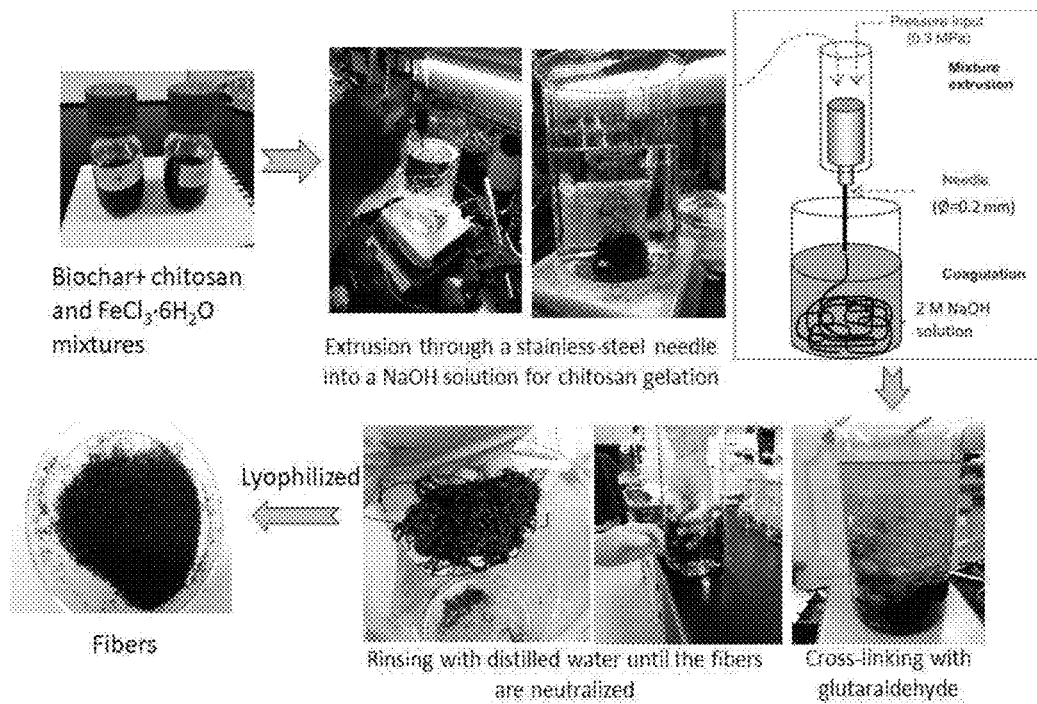 Pressure input
(0.3 MPa)
Mixture
extrusion
Needle
(Ø=0.2 mm)
Coagulation
2 M NaOH
solution
Biochar+ chitosan
and FeCl₃·6H₂O
mixtures
Extrusion through a stainless-steel needle
into a NaOH solution for chitosan gelation
Lyophilized
Fibers
Rinsing with distilled water until the fibers
are neutralized
Cross-linking with
glutaraldehyde